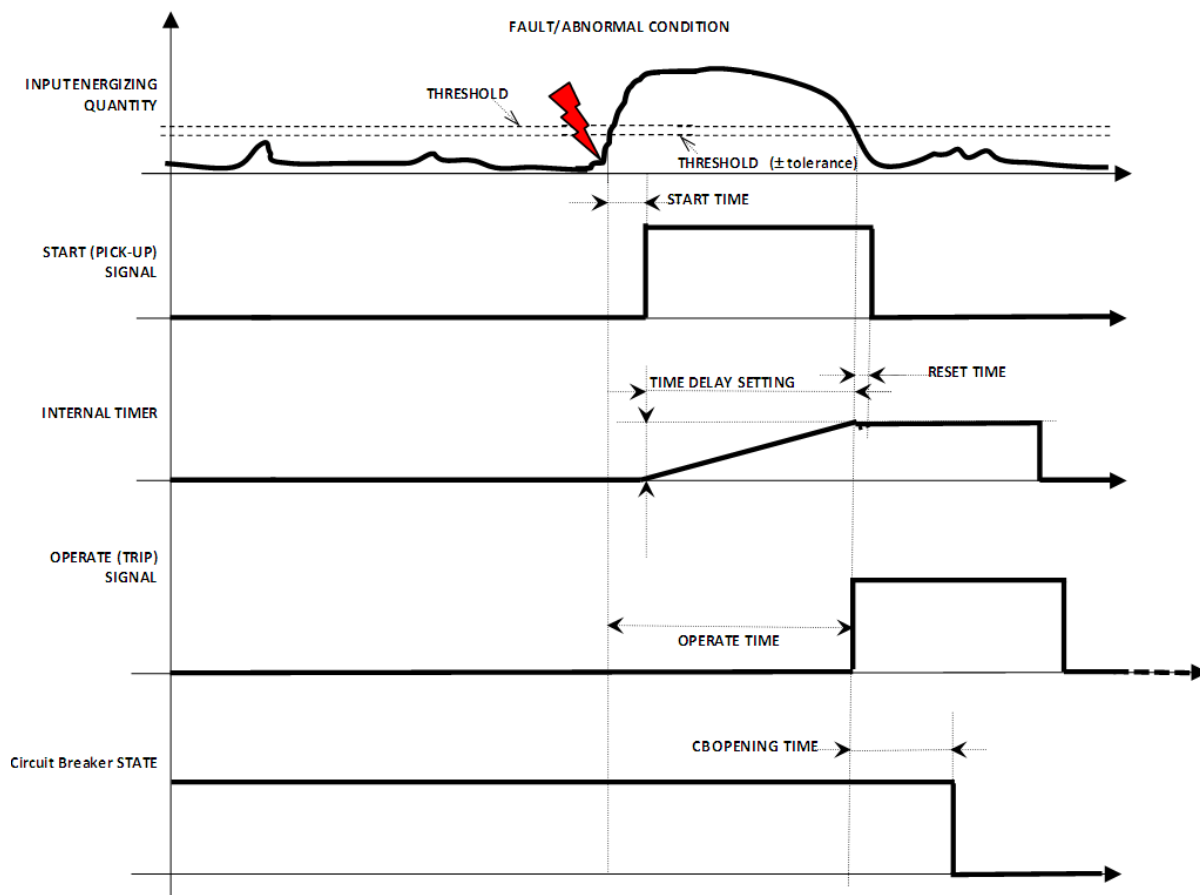 FAULT/ABNORMAL CONDITION
INPUTENERGIZING
QUANTITY
THRESHOLD
THRESHOLD (± tolerance)
START TIME
START (PICK-UP)
SIGNAL
RESET TIME
TIME DELAY SETTING
INTERNAL TIMER
OPERATE (TRIP)
SIGNAL
OPERATE TIME
CBOPENING TIME
Circuit Breaker STATE